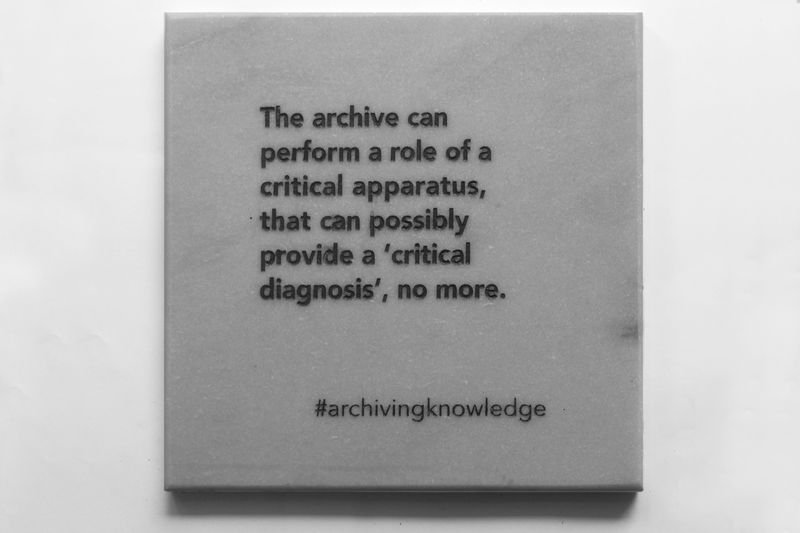 The archive can
perform a role of a
critical apparatus,
that can possibly
provide a ‘critical
diagnosis’, no more.
#archivingknowledge